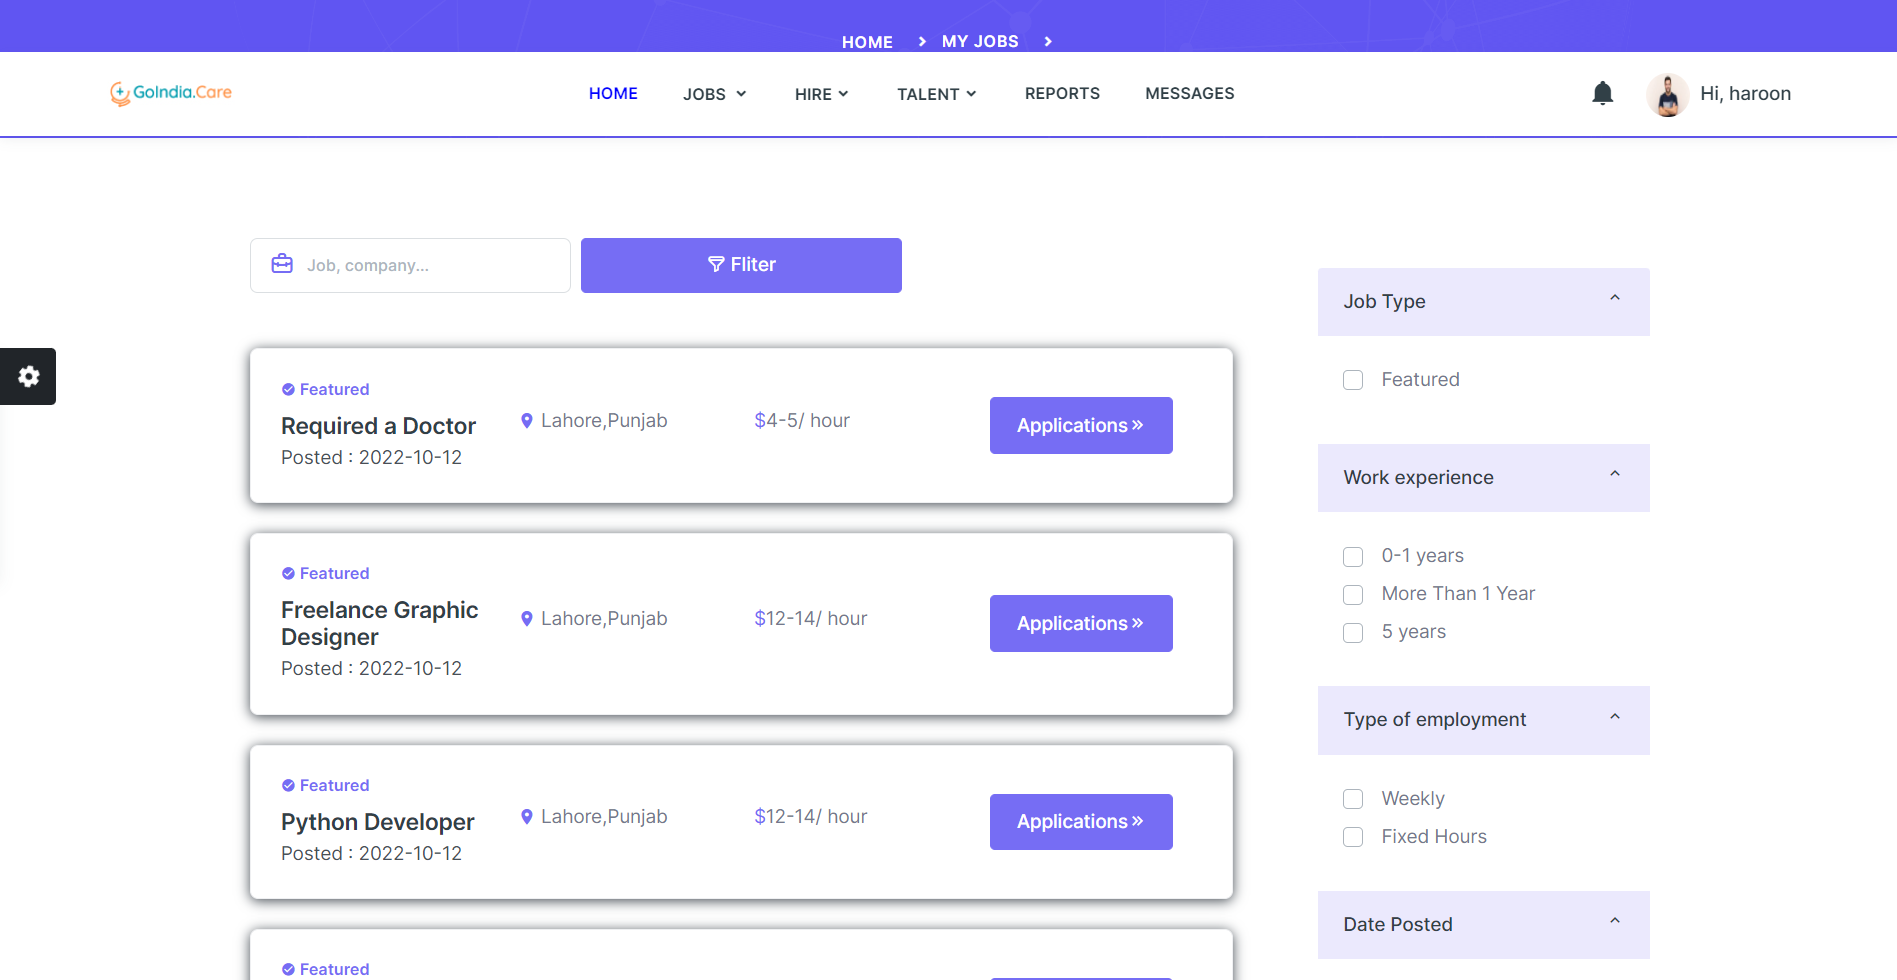 HOME > MY JOBS >
GoIndia.Care
HOME JOBS HIRE TALENT REPORTS MESSAGES Hi, haroon
Job, company...
Fliter
Featured
Required a Doctor
Posted : 2022-10-12
Lahore,Punjab
$4-5/ hour
Applications »
Featured
Freelance Graphic
Designer
Posted : 2022-10-12
Lahore,Punjab
$12-14/ hour
Applications »
Featured
Python Developer
Posted : 2022-10-12
Lahore,Punjab
$12-14/ hour
Applications »
Featured
Job Type
Featured
Work experience
0-1 years
More Than 1 Year
5 years
Type of employment
Weekly
Fixed Hours
Date Posted